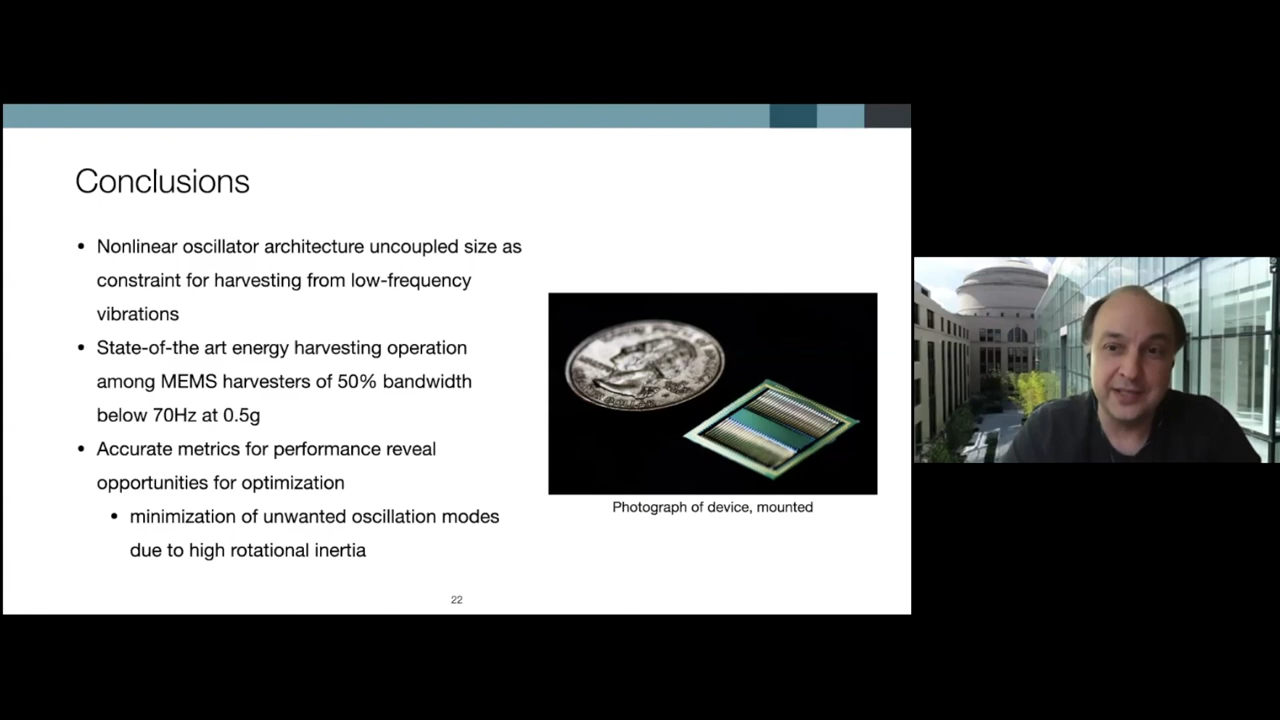 Conclusions
• Nonlinear oscillator architecture uncoupled size as
constraint for harvesting from low-frequency
vibrations
• State-of-the art energy harvesting operation
among MEMS harvesters of 50% bandwidth
below 70Hz at 0.5g
• Accurate metrics for performance reveal
opportunities for optimization
• minimization of unwanted oscillation modes
due to high rotational inertia
Photograph of device, mounted
22